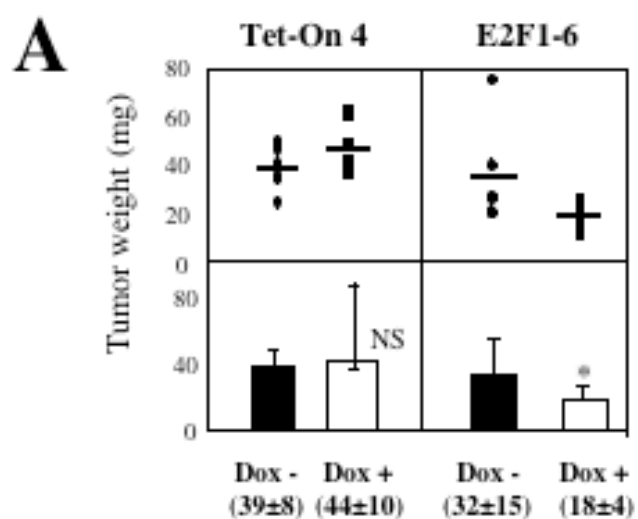 A
Tet-On 4 E2F1-6
Tumor weight (mg)
80
60
40
20
0
80
40
0
NS
*
Dox - Dox + Dox - Dox +
(39±8) (44±10) (32±15) (18±4)